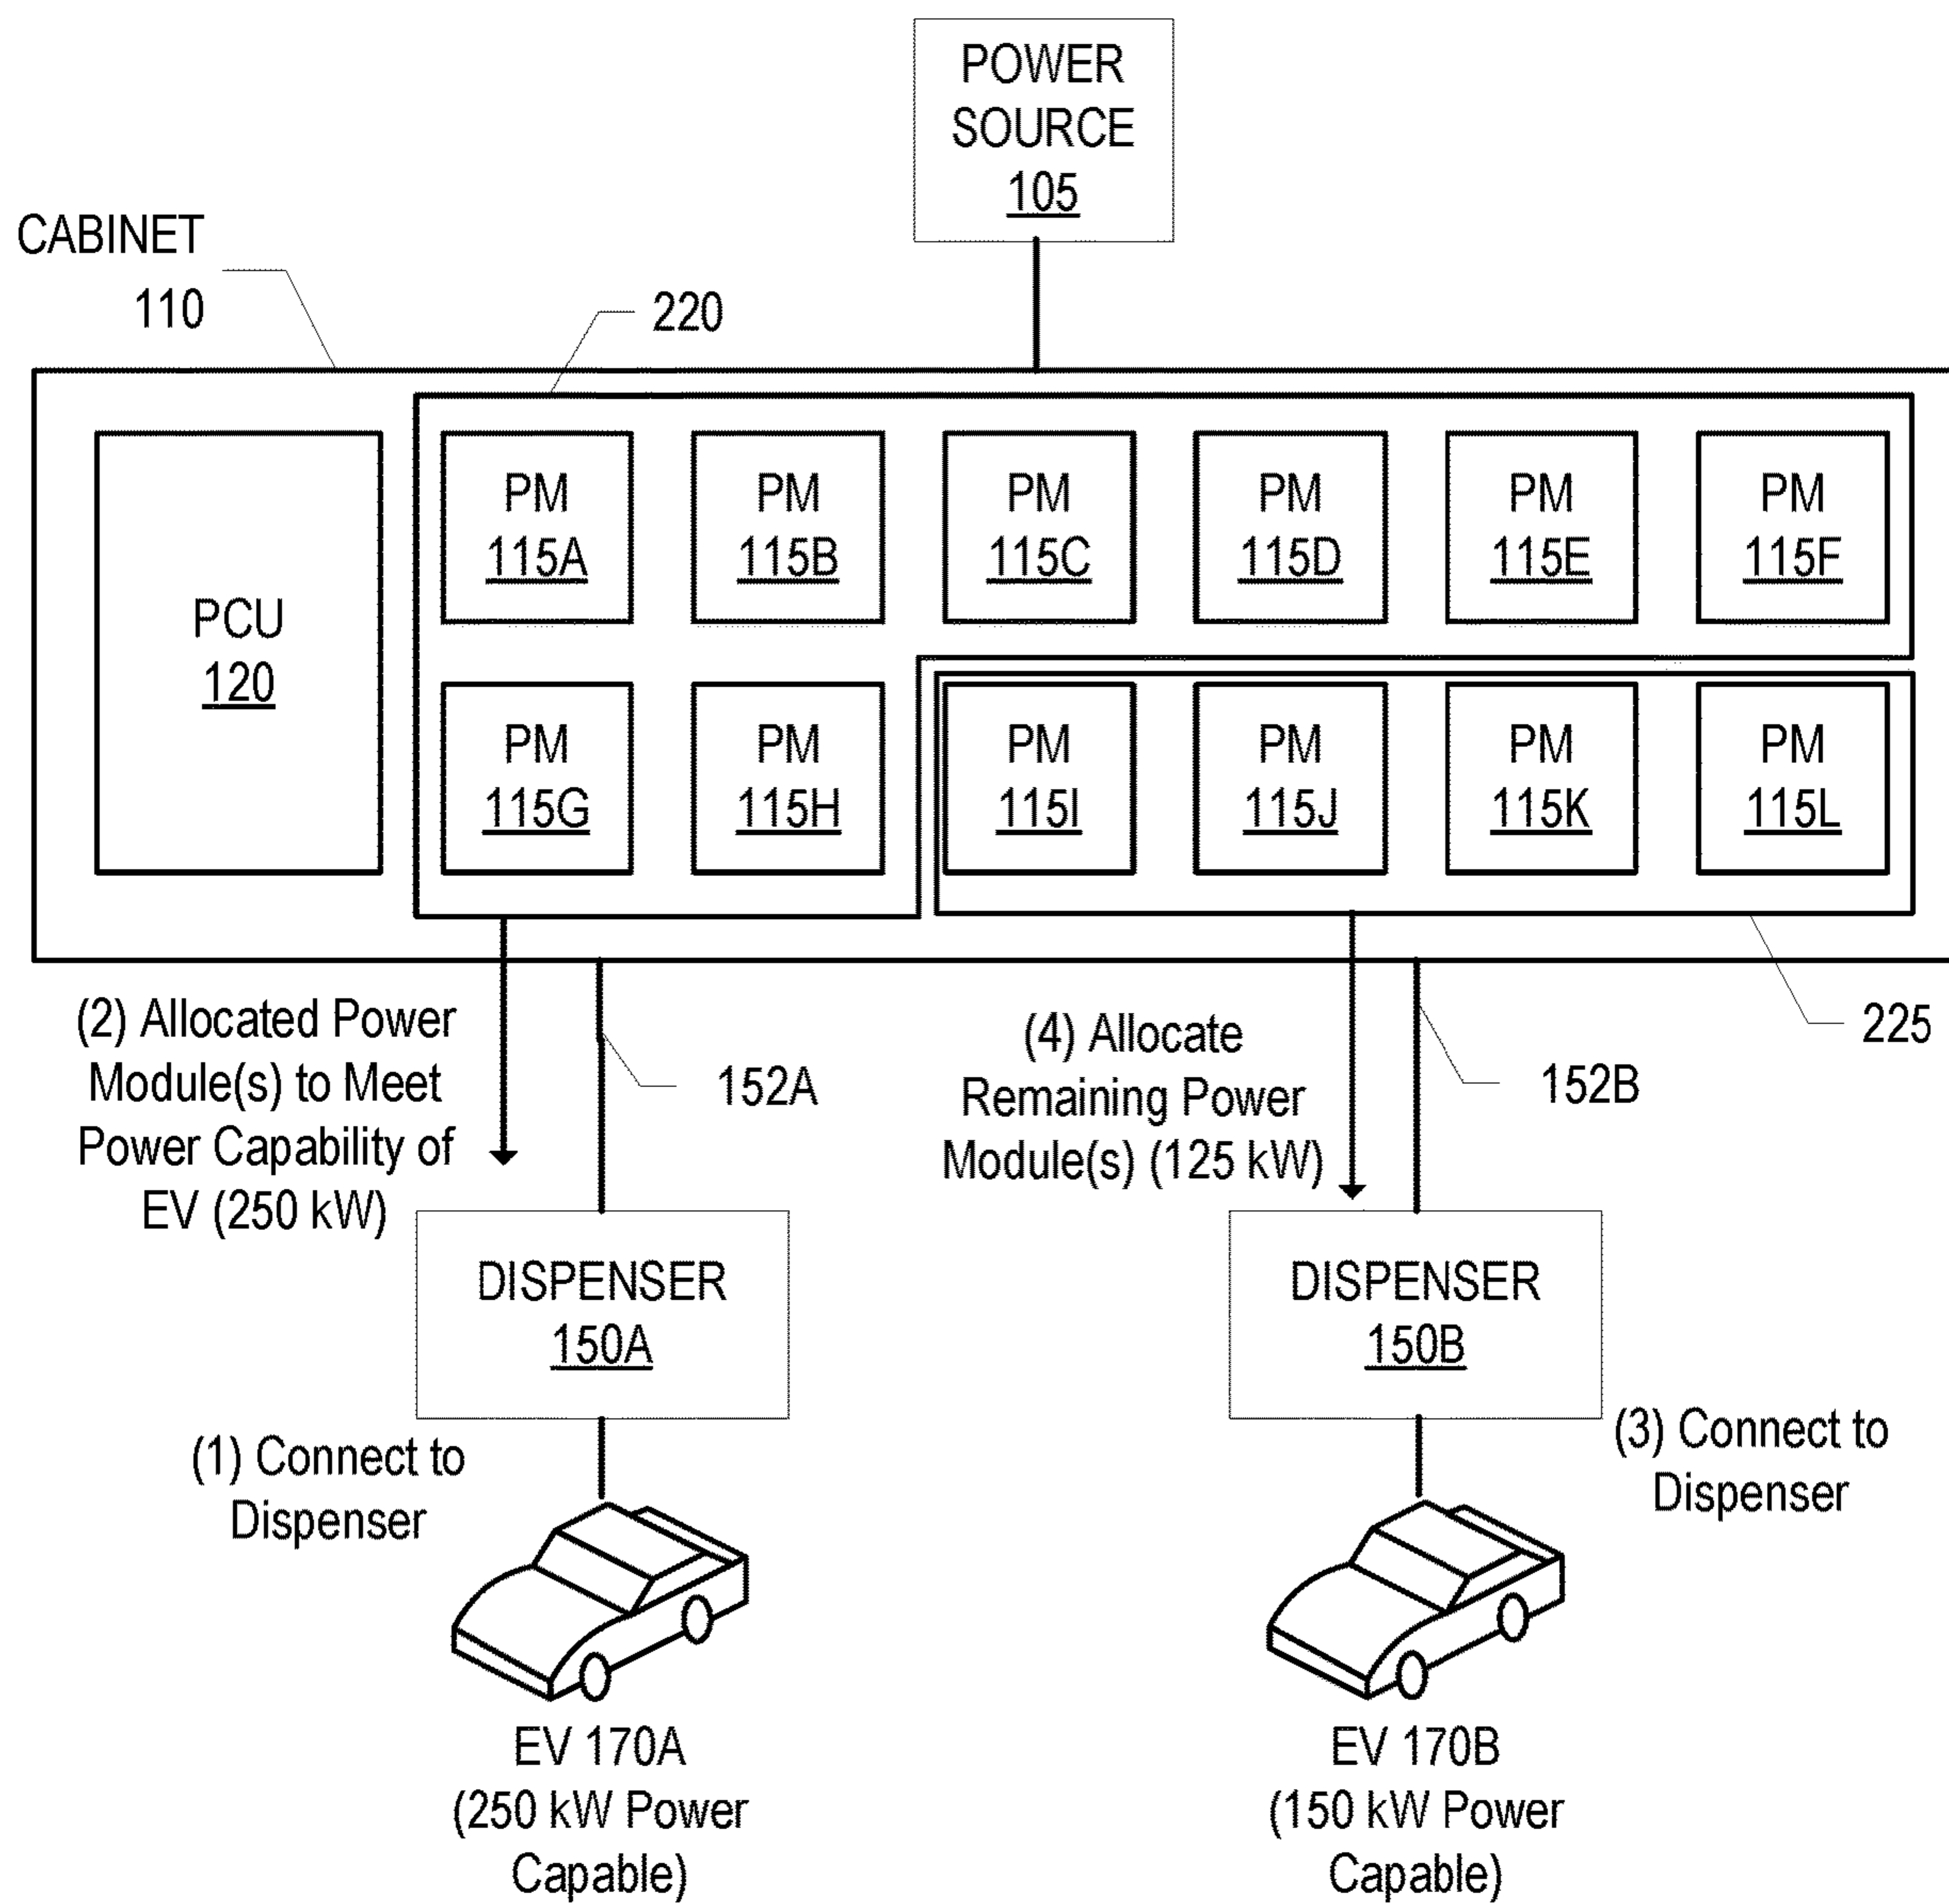 POWER
SOURCE
105
CABINET
110
220
PCU
120
PM
115A
PM
115B
PM
115C
PM
115D
PM
115E
PM
115F
PM
115G
PM
115H
PM
115I
PM
115J
PM
115K
PM
115L
(2) Allocated Power
Module(s) to Meet
Power Capability of
EV (250 kW)
152A
(4) Allocate
Remaining Power
Module(s) (125 kW)
152B
225
DISPENSER
150A
DISPENSER
150B
(1) Connect to
Dispenser
(3) Connect to
Dispenser
EV 170A
(250 kW Power
Capable)
EV 170B
(150 kW Power
Capable)